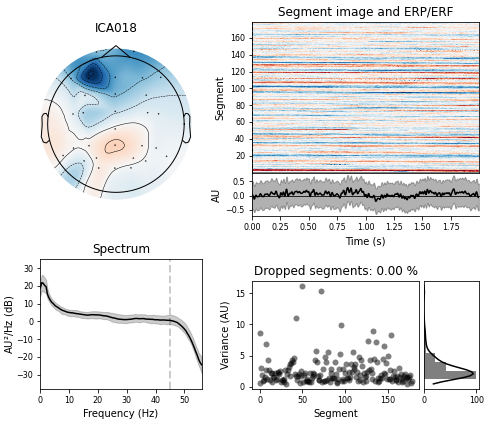 ICA018
Segment image and ERP/ERF
Segment
160
140
120
100
80
60
40
20
AU
0.5
0.0
−0.5
0.00 0.25 0.50 0.75 1.00 1.25 1.50 1.75
Time (s)
Spectrum
AU²/Hz (dB)
30
20
10
0
−10
−20
−30
0 10 20 30 40 50
Frequency (Hz)
Dropped segments: 0.00 %
Variance (AU)
15
10
5
0
0 50 100 150
Segment
0 100